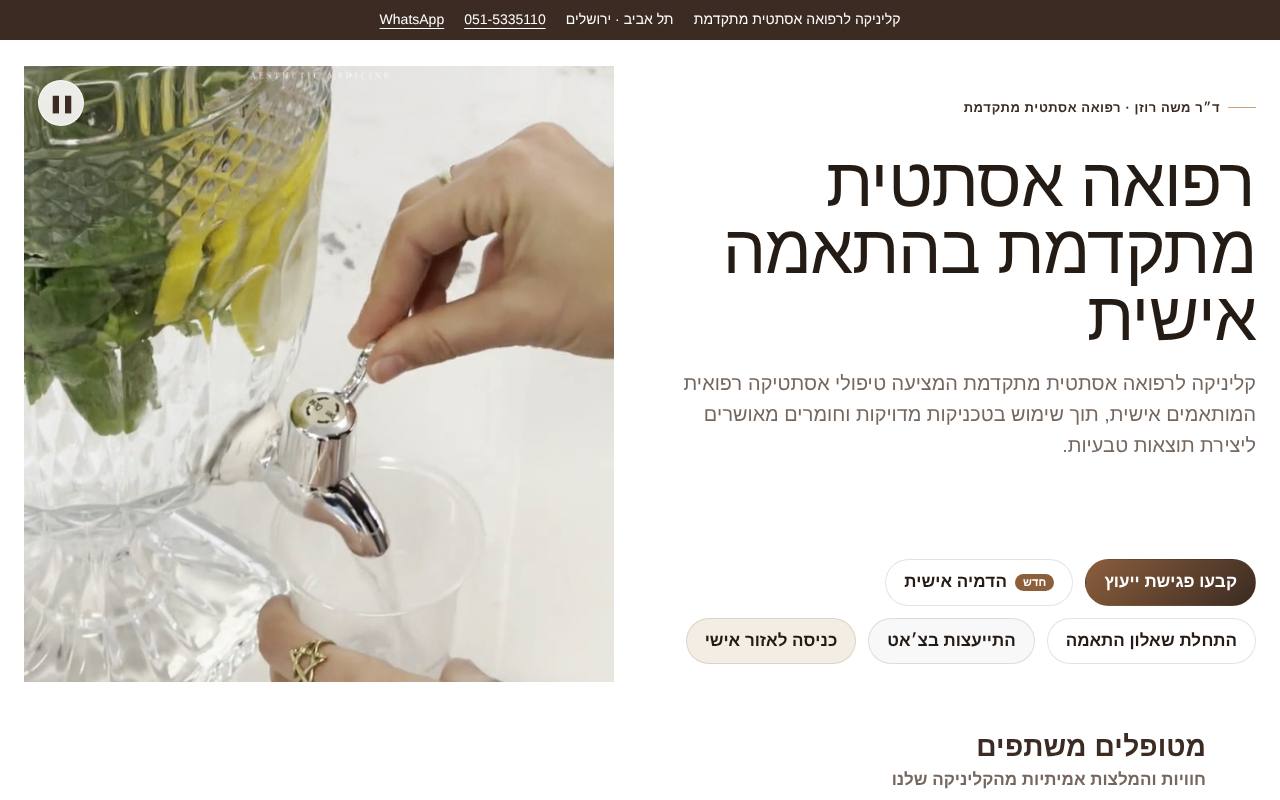 קליניקה לרפואה אסתטית מתקדמת תל אביב · ירושלים 051-5335110 WhatsApp
AESTHETIC MEDICINE
ד״ר משה רוזן · רפואה אסתטית מתקדמת
רפואה אסתטית
מתקדמת בהתאמה
אישית
קליניקה לרפואה אסתטית מתקדמת המציעה טיפולי אסתטיקה רפואית
המותאמים אישית, תוך שימוש בטכניקות מדויקות וחומרים מאושרים
ליצירת תוצאות טבעיות.
קבעו פגישת ייעוץ חדש הדמיה אישית
התחלת שאלון התאמה התייעצות בצ׳אט כניסה לאזור אישי
מטופלים משתפים
חוויות והמלצות אמיתיות מהקליניקה שלנו